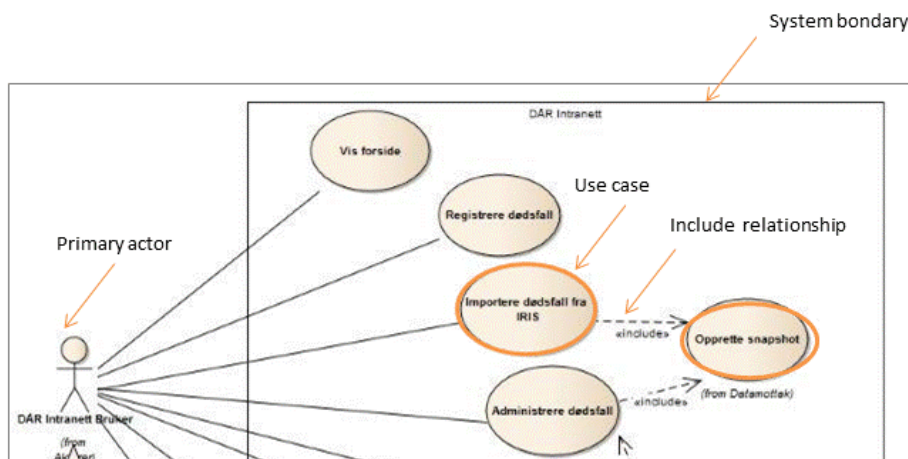 System bondary
DÅR Intranett
Vis forside
Use case
Registrere dødsfall
Include relationship
Primary actor
Importere dødsfall fra
IRIS
«include»
Opprette snapshot
(from Datamottak)
Administrere dødsfall
«include»
DÅR Intranett Bruker
(from